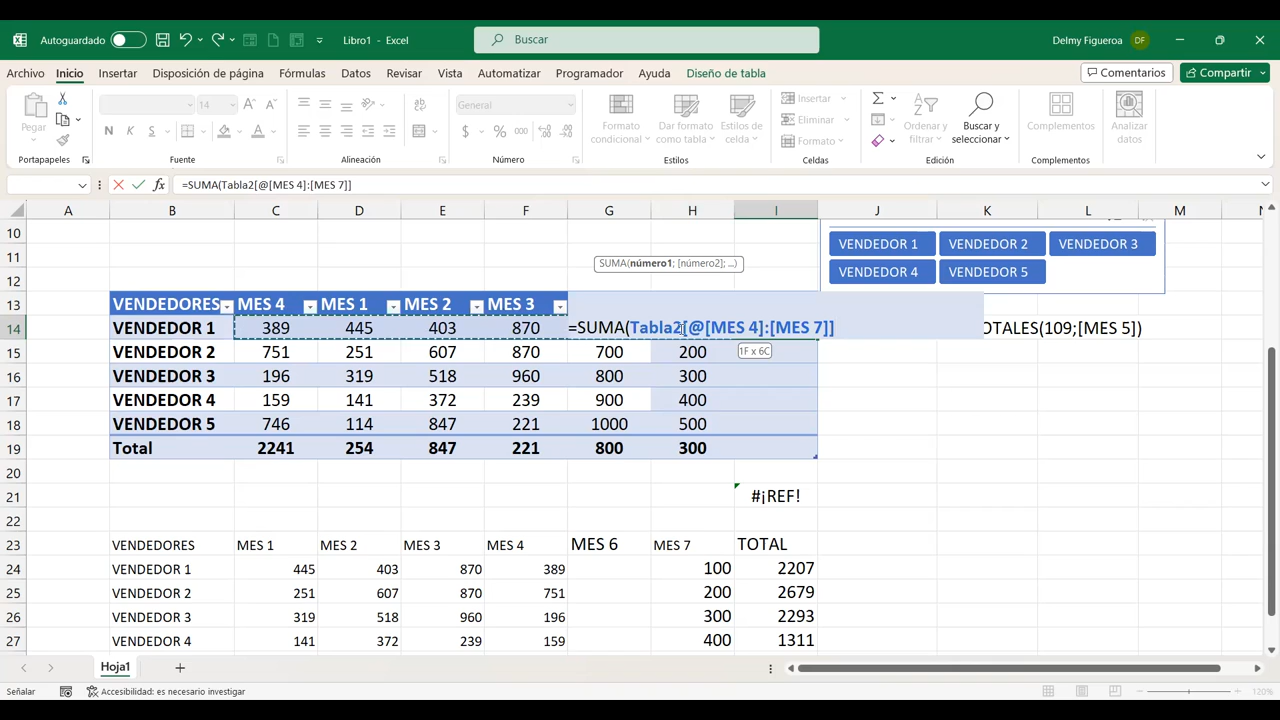 Autoguardado
Libro1 - Excel
Buscar
Delmy Figueroa DF
Archivo Inicio Insertar Disposición de página Fórmulas Datos Revisar Vista Automatizar Programador Ayuda Diseño de tabla Comentarios Compartir
Pegar
14
N K S
General
$ % 000
Formato condicional
Dar formato como tabla
Estilos de celda
Insertar
Eliminar
Formato
Ordenar y filtrar
Buscar y seleccionar
Complementos
Analizar datos
Portapapeles Fuente Alineación Número Estilos Celdas Edición Complementos
fx =SUMA(Tabla2[@[MES 4]:[MES 7]]
A B C D E F G H I J K L M N
10 VENDEDOR 1 VENDEDOR 2 VENDEDOR 3
11 SUMA(número1; [número2]; ...)
VENDEDOR 4 VENDEDOR 5
12
13 VENDEDORES MES 4 MES 1 MES 2 MES 3
14 VENDEDOR 1 389 445 403 870 =SUMA(Tabla2[@[MES 4]:[MES 7]] OTALES(109;[MES 5])
15 VENDEDOR 2 751 251 607 870 700 200 1F x 6C
16 VENDEDOR 3 196 319 518 960 800 300
17 VENDEDOR 4 159 141 372 239 900 400
18 VENDEDOR 5 746 114 847 221 1000 500
19 Total 2241 254 847 221 800 300
20
21 #¡REF!
22
23 VENDEDORES MES 1 MES 2 MES 3 MES 4 MES 6 MES 7 TOTAL
24 VENDEDOR 1 445 403 870 389 100 2207
25 VENDEDOR 2 251 607 870 751 200 2679
26 VENDEDOR 3 319 518 960 196 300 2293
27 VENDEDOR 4 141 372 239 159 400 1311
Hoja1
Señalar
Accesibilidad: es necesario investigar
120%